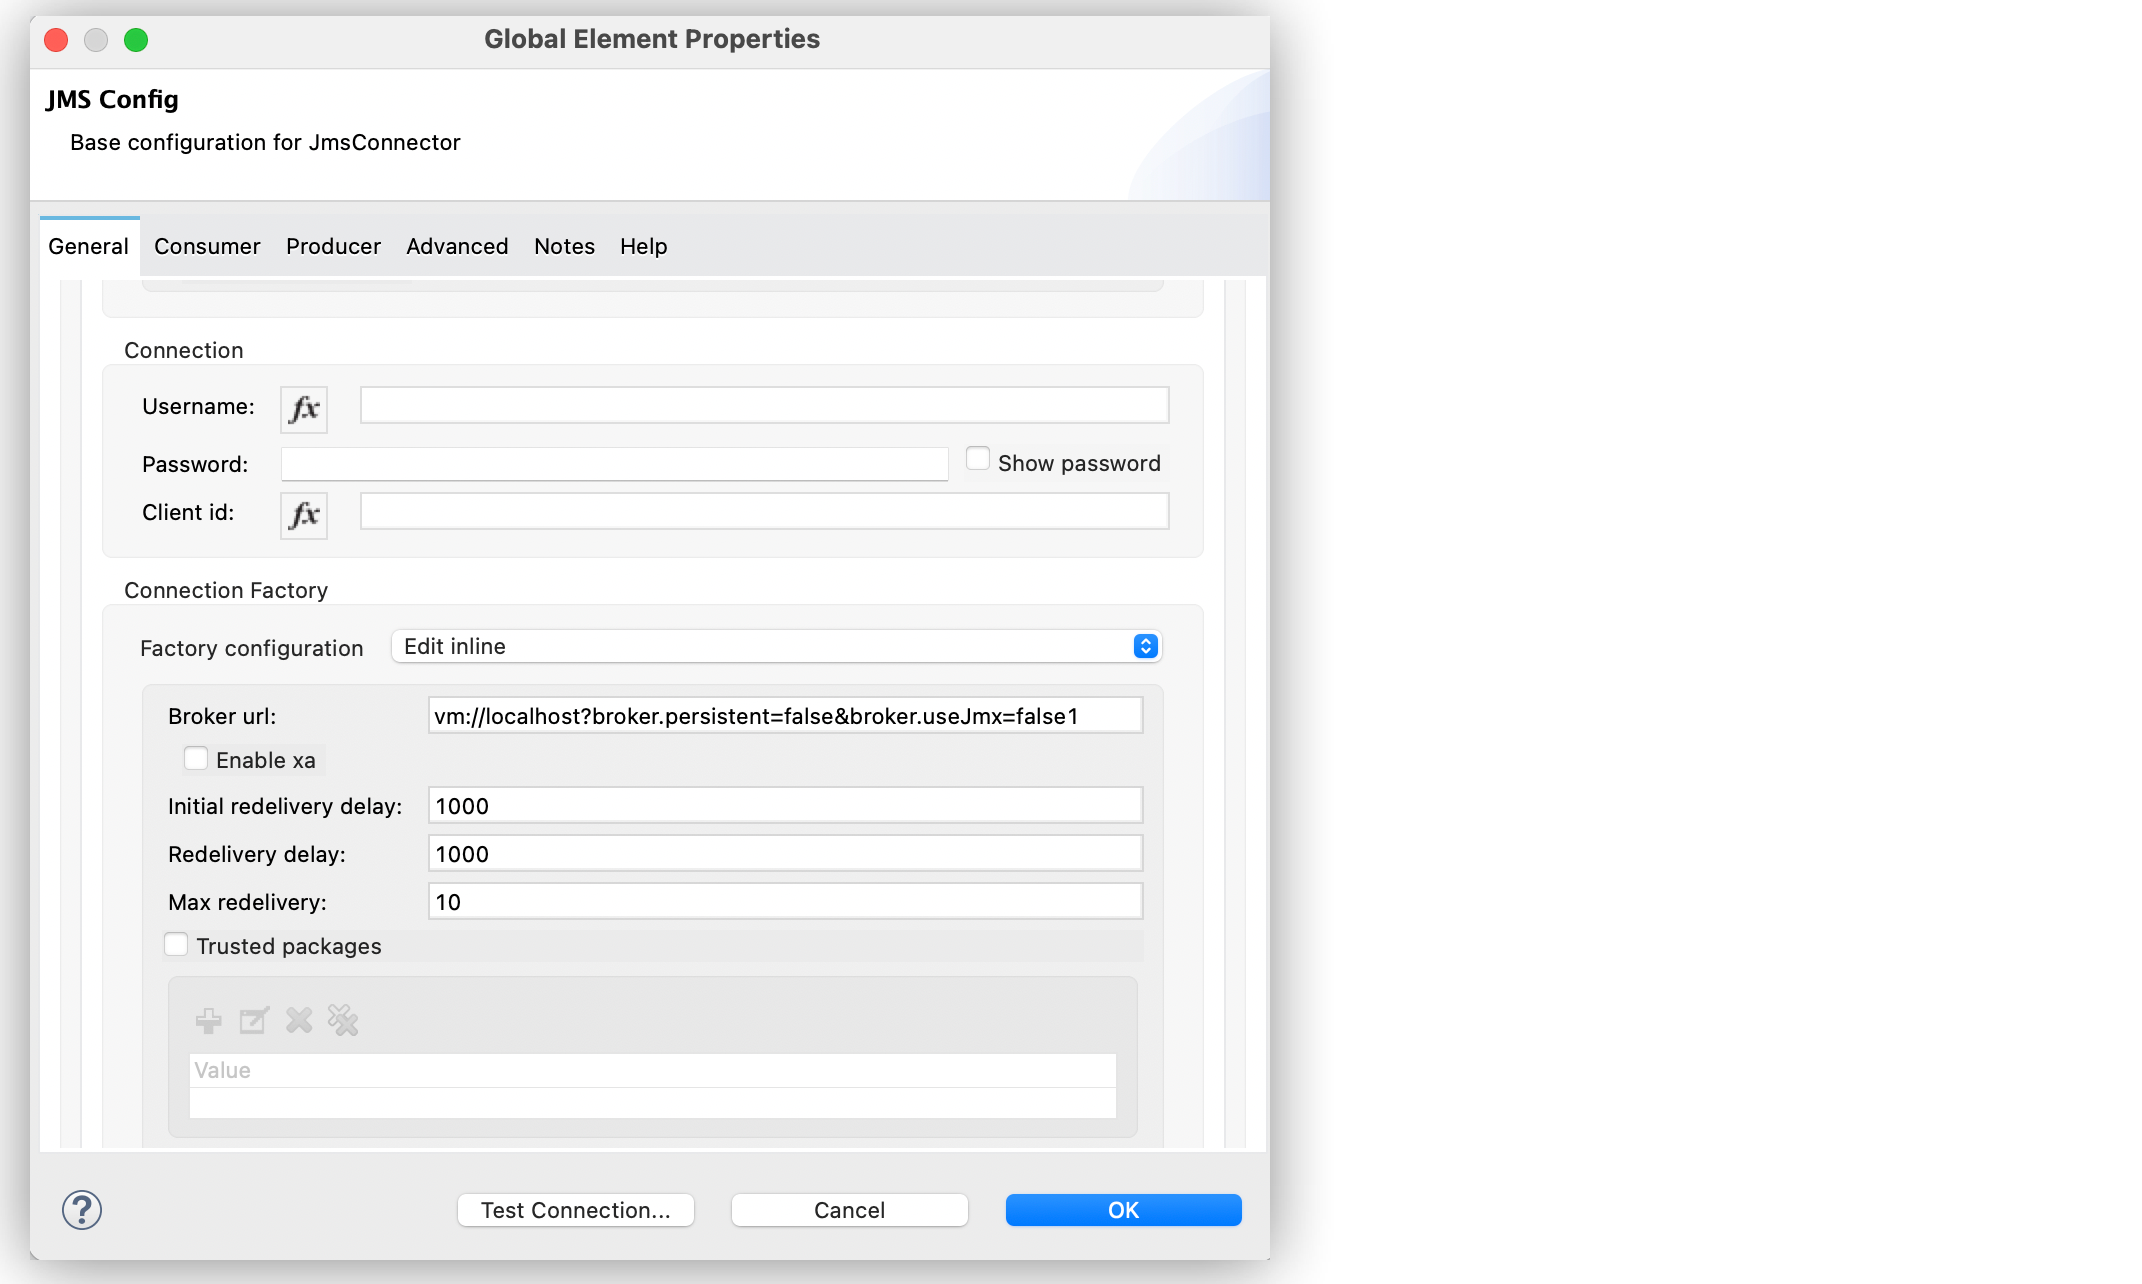 Global Element Properties
JMS Config
Base configuration for JmsConnector
General Consumer Producer Advanced Notes Help
Connection
Username: fx
Password: Show password
Client id: fx
Connection Factory
Factory configuration Edit inline
Broker url: vm://localhost?broker.persistent=false&broker.useJmx=false1
Enable xa
Initial redelivery delay: 1000
Redelivery delay: 1000
Max redelivery: 10
Trusted packages
Value
? Test Connection... Cancel OK